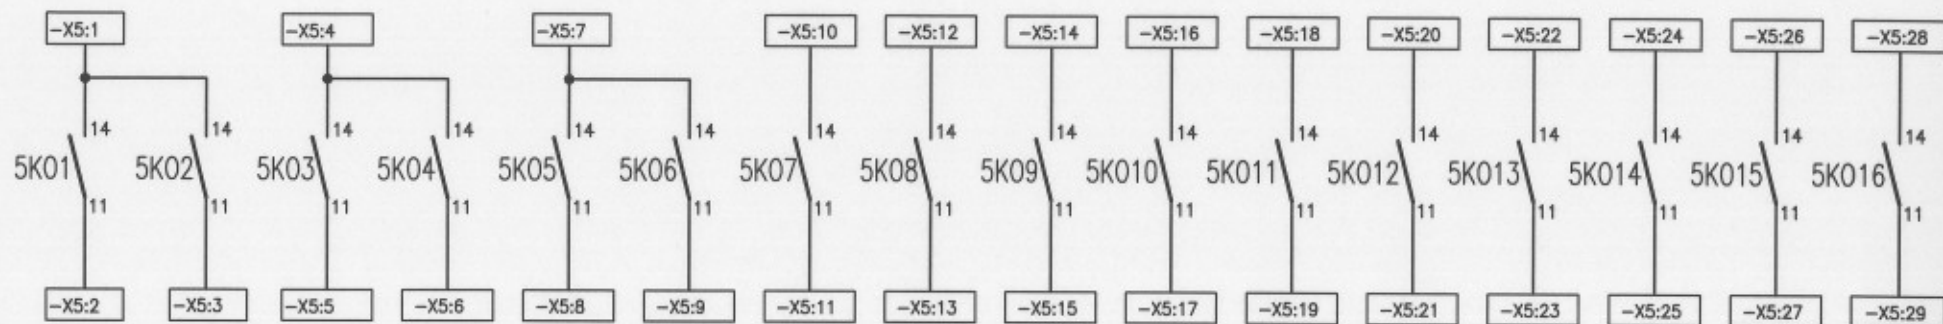 -X5:1 -X5:4 -X5:7 -X5:10 -X5:12 -X5:14 -X5:16 -X5:18 -X5:20 -X5:22 -X5:24 -X5:26 -X5:28
14 14 14 14 14 14 14 14 14 14 14 14 14 14 14 14
5K01 5K02 5K03 5K04 5K05 5K06 5K07 5K08 5K09 5K010 5K011 5K012 5K013 5K014 5K015 5K016
11 11 11 11 11 11 11 11 11 11 11 11 11 11 11 11
-X5:2 -X5:3 -X5:5 -X5:6 -X5:8 -X5:9 -X5:11 -X5:13 -X5:15 -X5:17 -X5:19 -X5:21 -X5:23 -X5:25 -X5:27 -X5:29